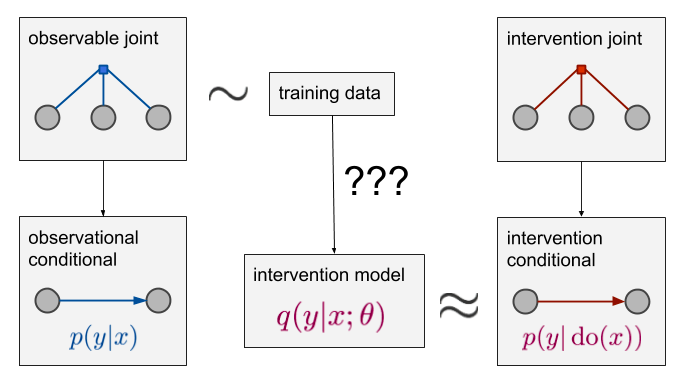 observable joint
∼
training data
intervention joint
???
observational
conditional
p(y|x)
intervention model
q(y|x; θ)
≈
intervention
conditional
p(y| do(x))